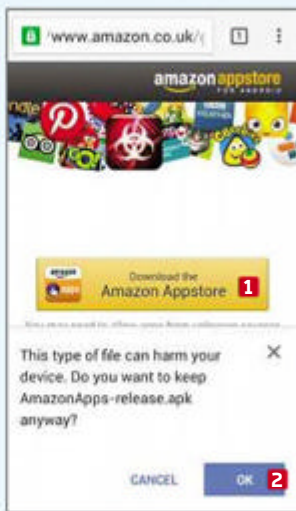 www.amazon.co.uk/
1
amazon appstore
FOR ANDROID
Download the
Amazon Appstore 1
This type of file can harm your
device. Do you want to keep
AmazonApps-release.apk
anyway?
CANCEL
OK 2